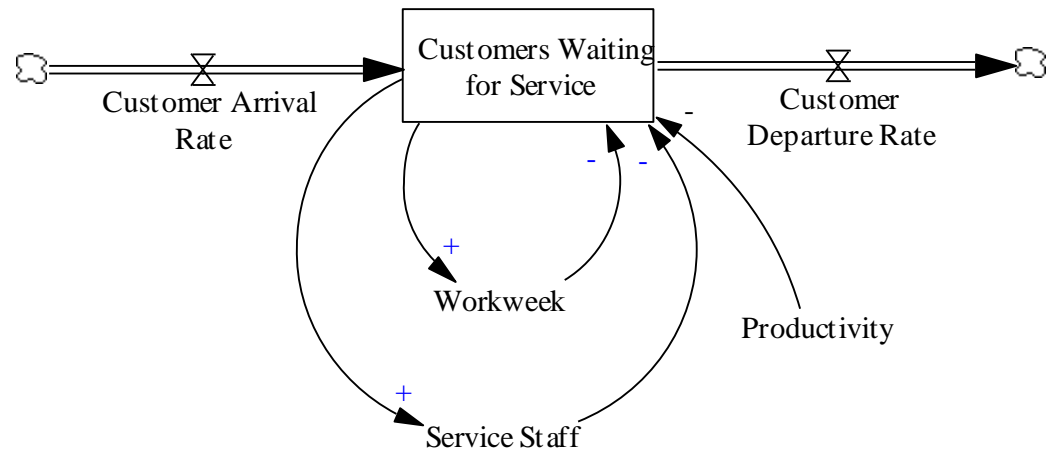 Customers Waiting
for Service
Customer Arrival
Rate
Customer
Departure Rate
-
-
-
+
Workweek
Productivity
+
Service Staff